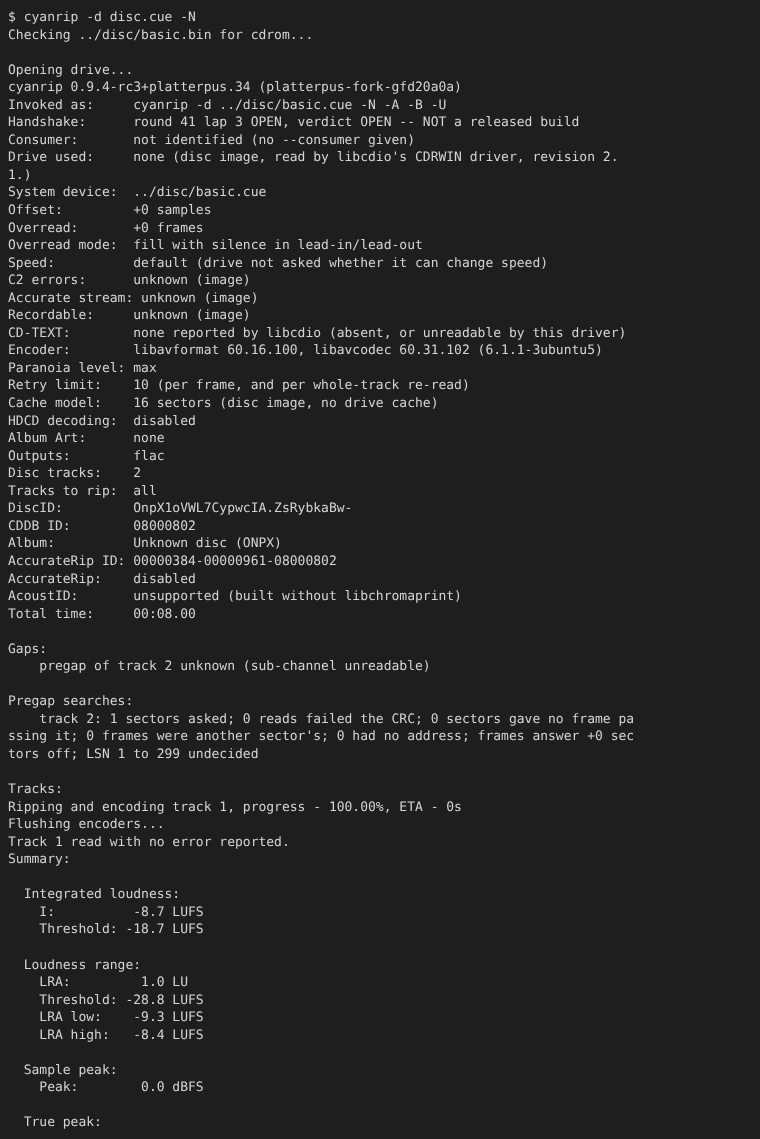 $ cyanrip -d disc.cue -N
Checking ../disc/basic.bin for cdrom...
Opening drive...
cyanrip 0.9.4-rc3+platterpus.34 (platterpus-fork-gfd20a0a)
Invoked as:     cyanrip -d ../disc/basic.cue -N -A -B -U
Handshake:      round 41 lap 3 OPEN, verdict OPEN -- NOT a released build
Consumer:       not identified (no --consumer given)
Drive used:     none (disc image, read by libcdio's CDRWIN driver, revision 2.
1.)
System device:  ../disc/basic.cue
Offset:         +0 samples
Overread:       +0 frames
Overread mode:  fill with silence in lead-in/lead-out
Speed:          default (drive not asked whether it can change speed)
C2 errors:      unknown (image)
Accurate stream: unknown (image)
Recordable:     unknown (image)
CD-TEXT:        none reported by libcdio (absent, or unreadable by this driver)
Encoder:        libavformat 60.16.100, libavcodec 60.31.102 (6.1.1-3ubuntu5)
Paranoia level: max
Retry limit:    10 (per frame, and per whole-track re-read)
Cache model:    16 sectors (disc image, no drive cache)
HDCD decoding:  disabled
Album Art:      none
Outputs:        flac
Disc tracks:    2
Tracks to rip:  all
DiscID:         OnpX1oVWL7CypwcIA.ZsRybkaBw-
CDDB ID:        08000802
Album:          Unknown disc (ONPX)
AccurateRip ID: 00000384-00000961-08000802
AccurateRip:    disabled
AcoustID:       unsupported (built without libchromaprint)
Total time:     00:08.00
Gaps:
    pregap of track 2 unknown (sub-channel unreadable)
Pregap searches:
    track 2: 1 sectors asked; 0 reads failed the CRC; 0 sectors gave no frame pa
ssing it; 0 frames were another sector's; 0 had no address; frames answer +0 sec
tors off; LSN 1 to 299 undecided
Tracks:
Ripping and encoding track 1, progress - 100.00%, ETA - 0s
Flushing encoders...
Track 1 read with no error reported.
Summary:
  Integrated loudness:
    I:          -8.7 LUFS
    Threshold: -18.7 LUFS
  Loudness range:
    LRA:         1.0 LU
    Threshold: -28.8 LUFS
    LRA low:    -9.3 LUFS
    LRA high:   -8.4 LUFS
  Sample peak:
    Peak:        0.0 dBFS
  True peak: